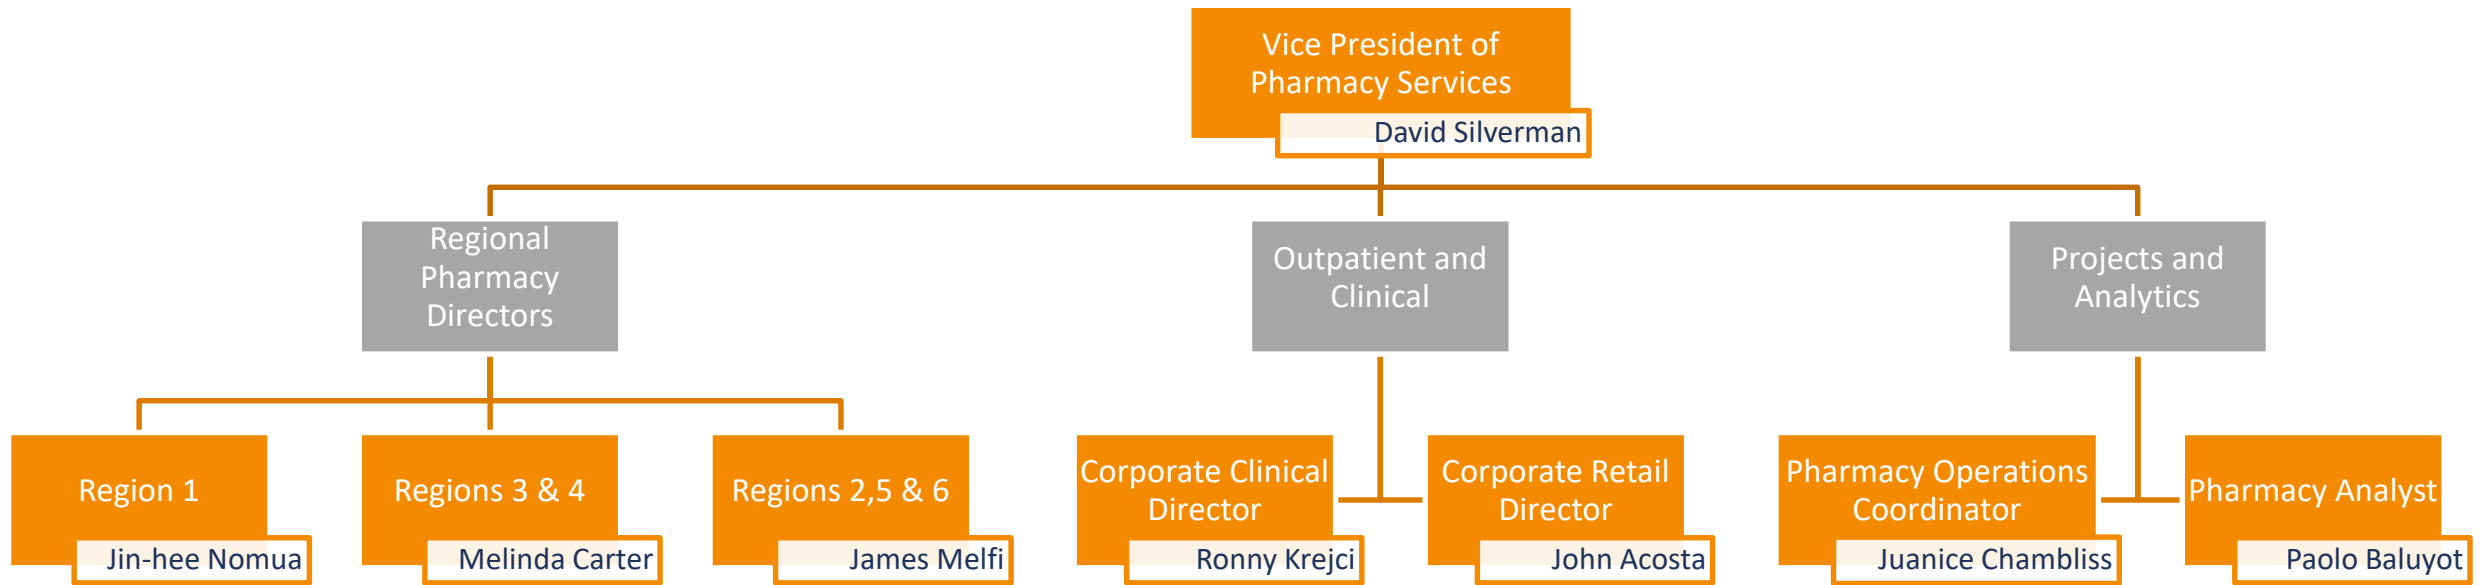 Vice President of
Pharmacy Services
David Silverman
Regional
Pharmacy
Directors
Outpatient and
Clinical
Projects and
Analytics
Region 1
Jin-hee Nomua
Regions 3 & 4
Melinda Carter
Regions 2,5 & 6
James Melfi
Corporate Clinical
Director
Ronny Krejci
Corporate Retail
Director
John Acosta
Pharmacy Operations
Coordinator
Juanice Chambliss
Pharmacy Analyst
Paolo Baluyot